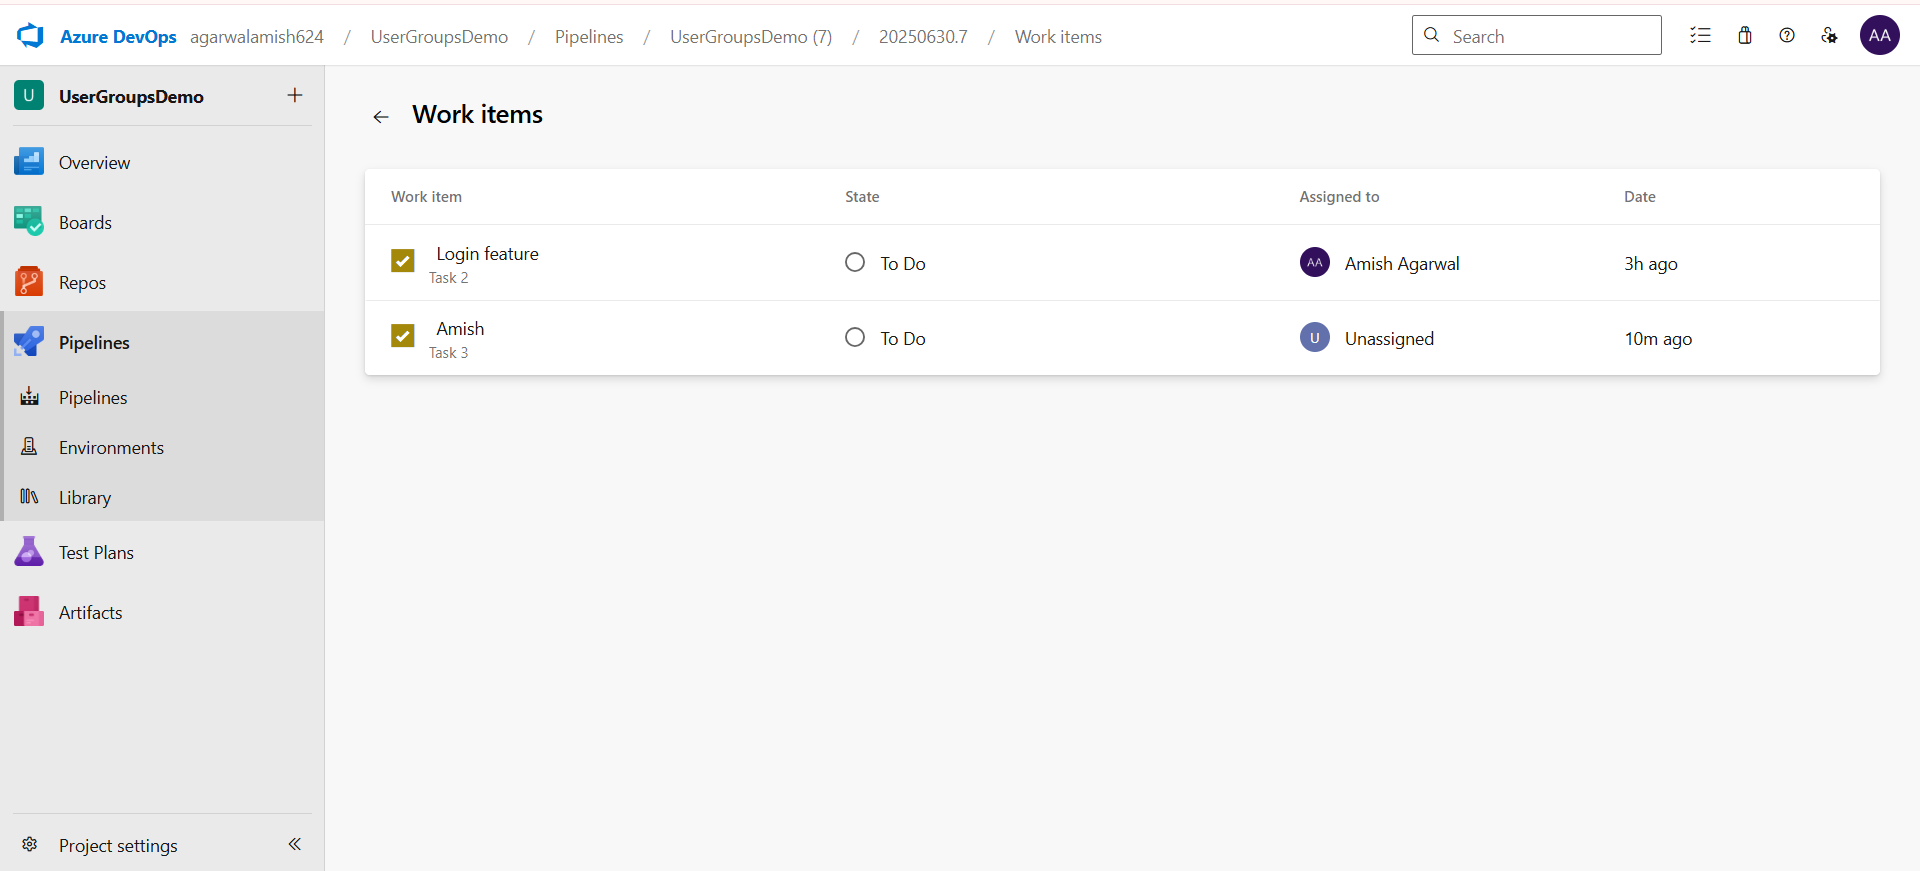 Azure DevOps agarwalamish624 / UserGroupsDemo / Pipelines / UserGroupsDemo (7) / 20250630.7 / Work items
Search
AA
U UserGroupsDemo
Overview
Boards
Repos
Pipelines
Pipelines
Environments
Library
Test Plans
Artifacts
Project settings
Work items
Work item State Assigned to Date
Login feature
Task 2
To Do
AA Amish Agarwal
3h ago
Amish
Task 3
To Do
U Unassigned
10m ago